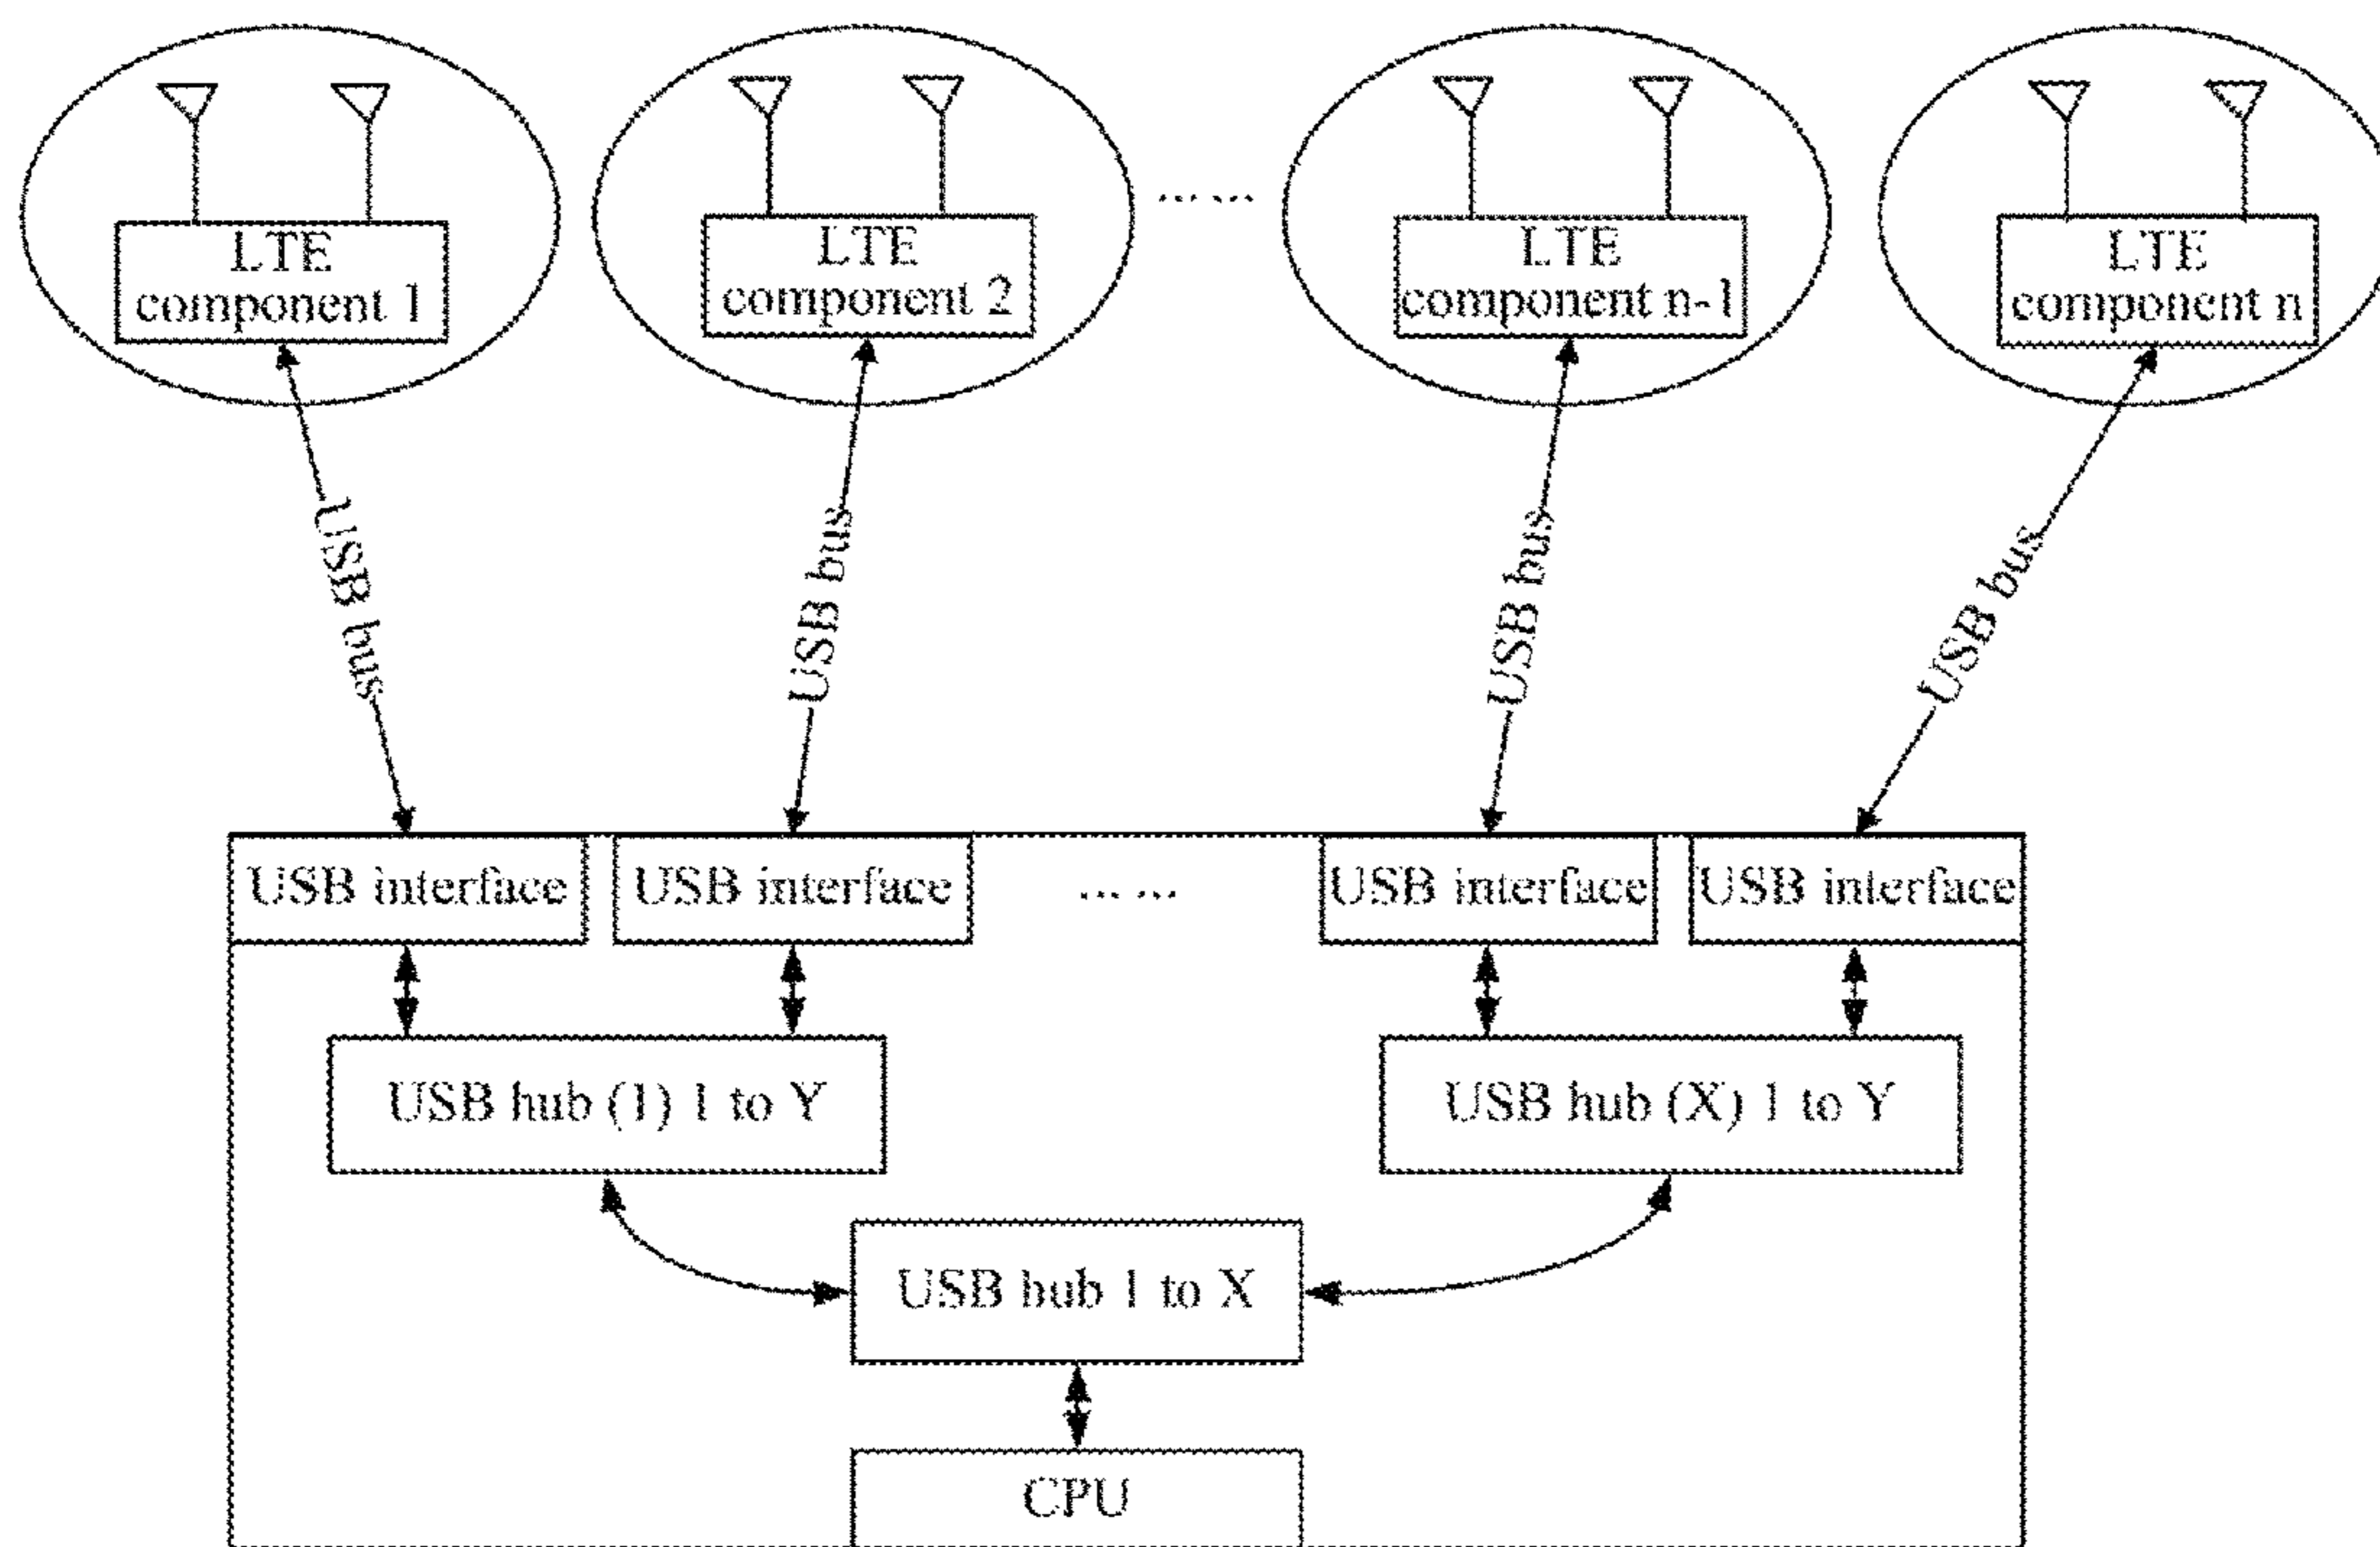 LTE
component 1
LTE
component 2
... ...
LTE
component n-1
LTE
component n
USB bus
USB bus
USB bus
USB bus
USB interface
USB interface
... ...
USB interface
USB interface
USB hub (1) 1 to Y
USB hub (X) 1 to Y
USB hub 1 to X
CPU